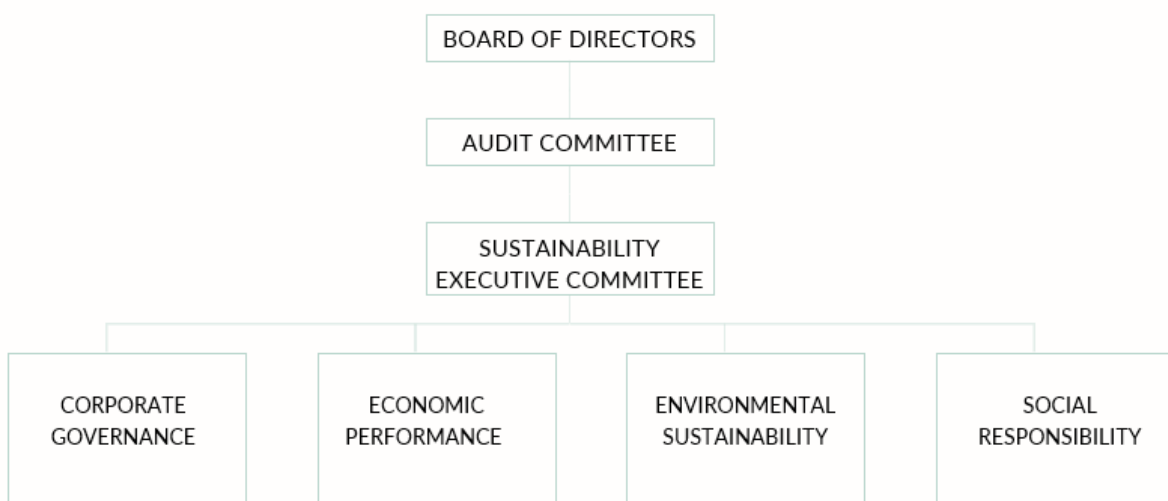 BOARD OF DIRECTORS
AUDIT COMMITTEE
SUSTAINABILITY
EXECUTIVE COMMITTEE
CORPORATE
GOVERNANCE
ECONOMIC
PERFORMANCE
ENVIRONMENTAL
SUSTAINABILITY
SOCIAL
RESPONSIBILITY